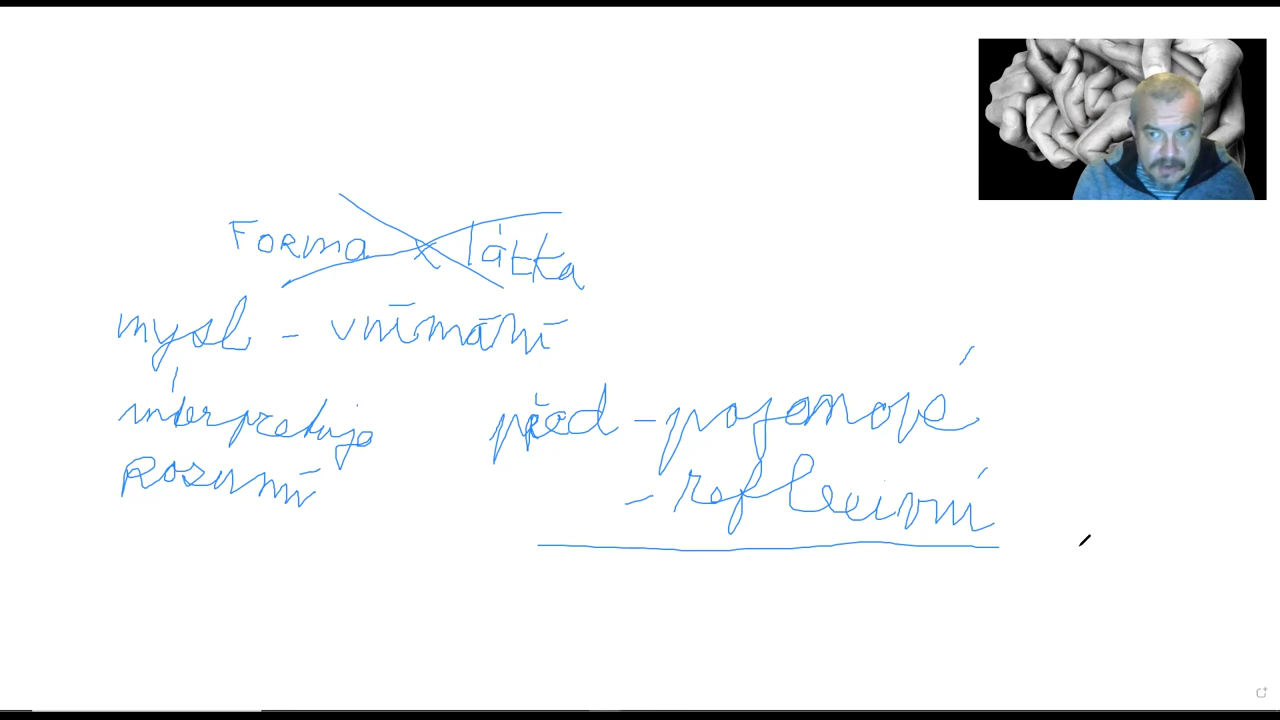 Forma x látka
mysl - vnímání
interpretuje
rozumí
před - pojmové
- reflexivní